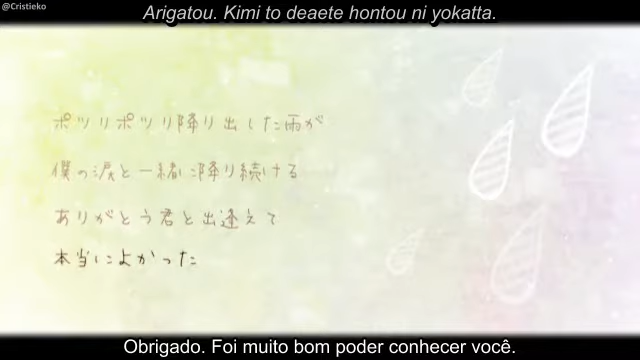 @Cristieko
Arigatou. Kimi to deaete hontou ni yokatta.
ポツリポツリ降り出した雨が
僕の涙と一緒に降り続ける
ありがとう君と出逢えて
本当によかった
Obrigado. Foi muito bom poder conhecer você.